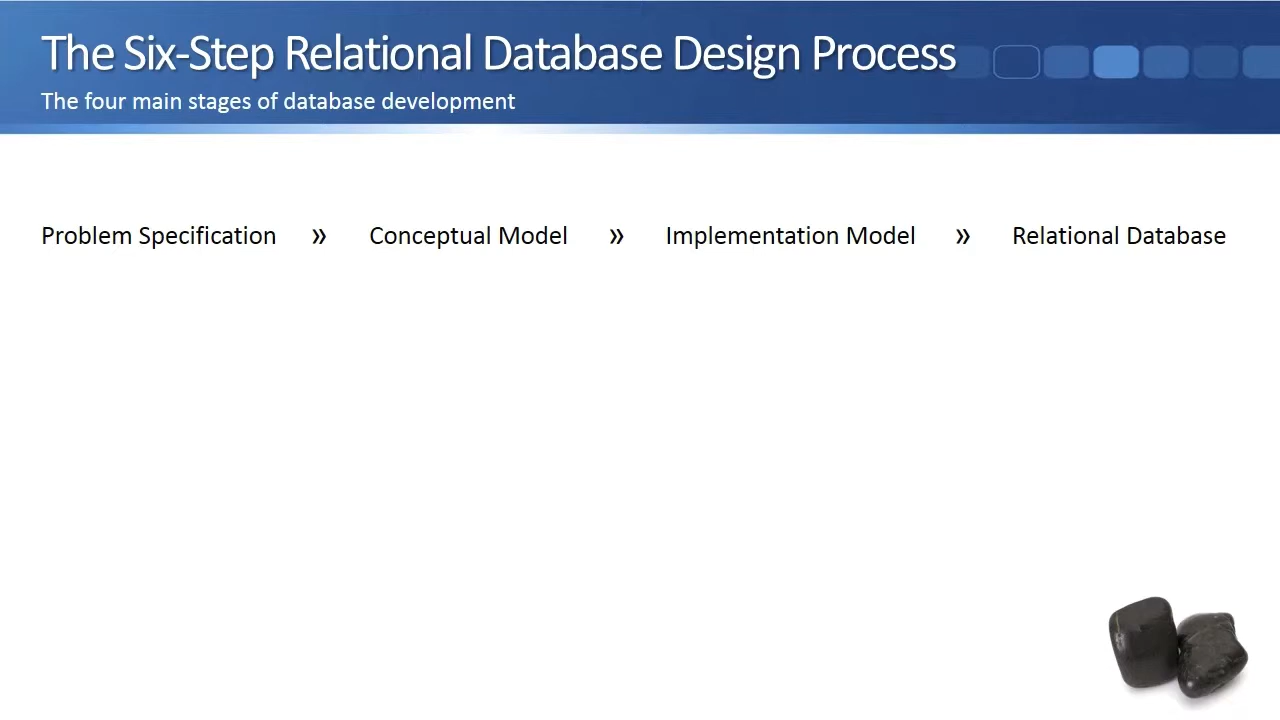 The Six-Step Relational Database Design Process
The four main stages of database development
Problem Specification » Conceptual Model » Implementation Model » Relational Database